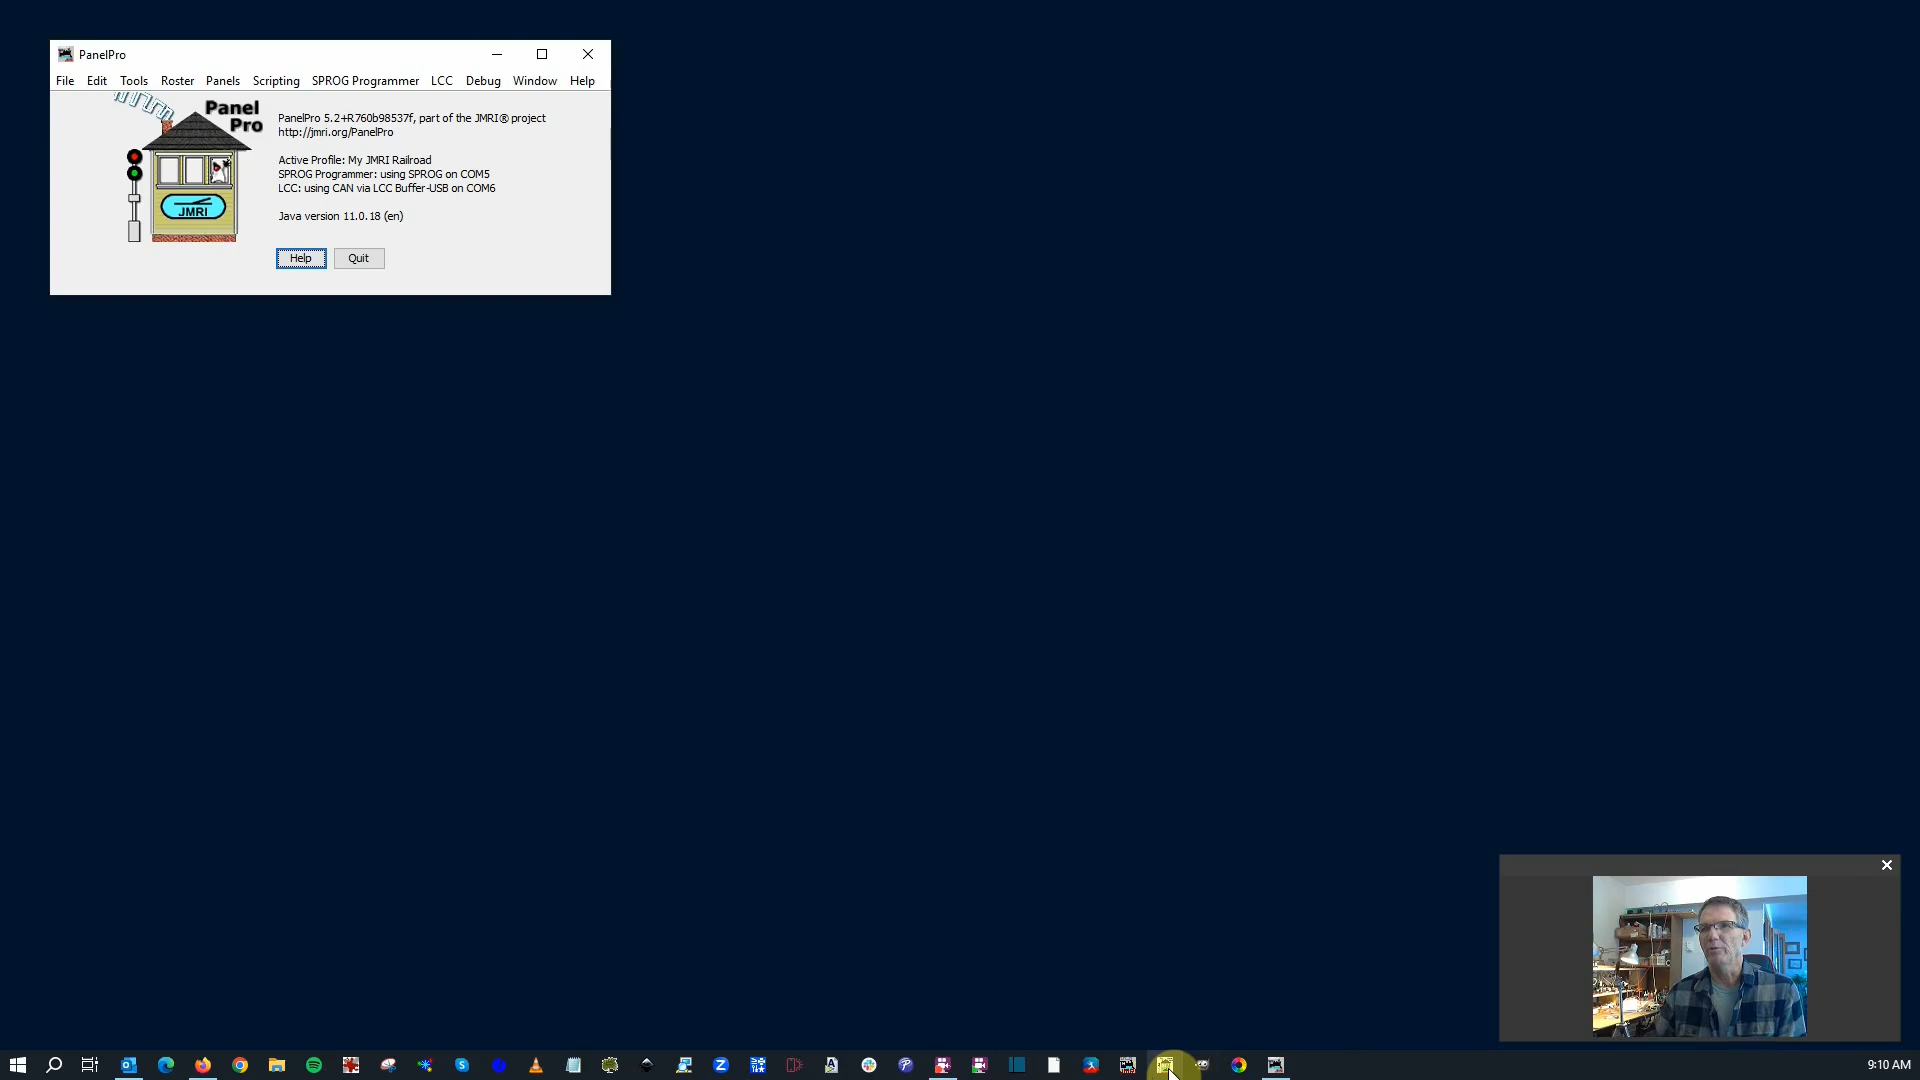 PanelPro
File Edit Tools Roster Panels Scripting SPROG Programmer LCC Debug Window Help
Panel
Pro
JMRI
PanelPro 5.2+R760b98537f, part of the JMRI® project
http://jmri.org/PanelPro
Active Profile: My JMRI Railroad
SPROG Programmer: using SPROG on COM5
LCC: using CAN via LCC Buffer-USB on COM6
Java version 11.0.18 (en)
Help Quit
9:10 AM